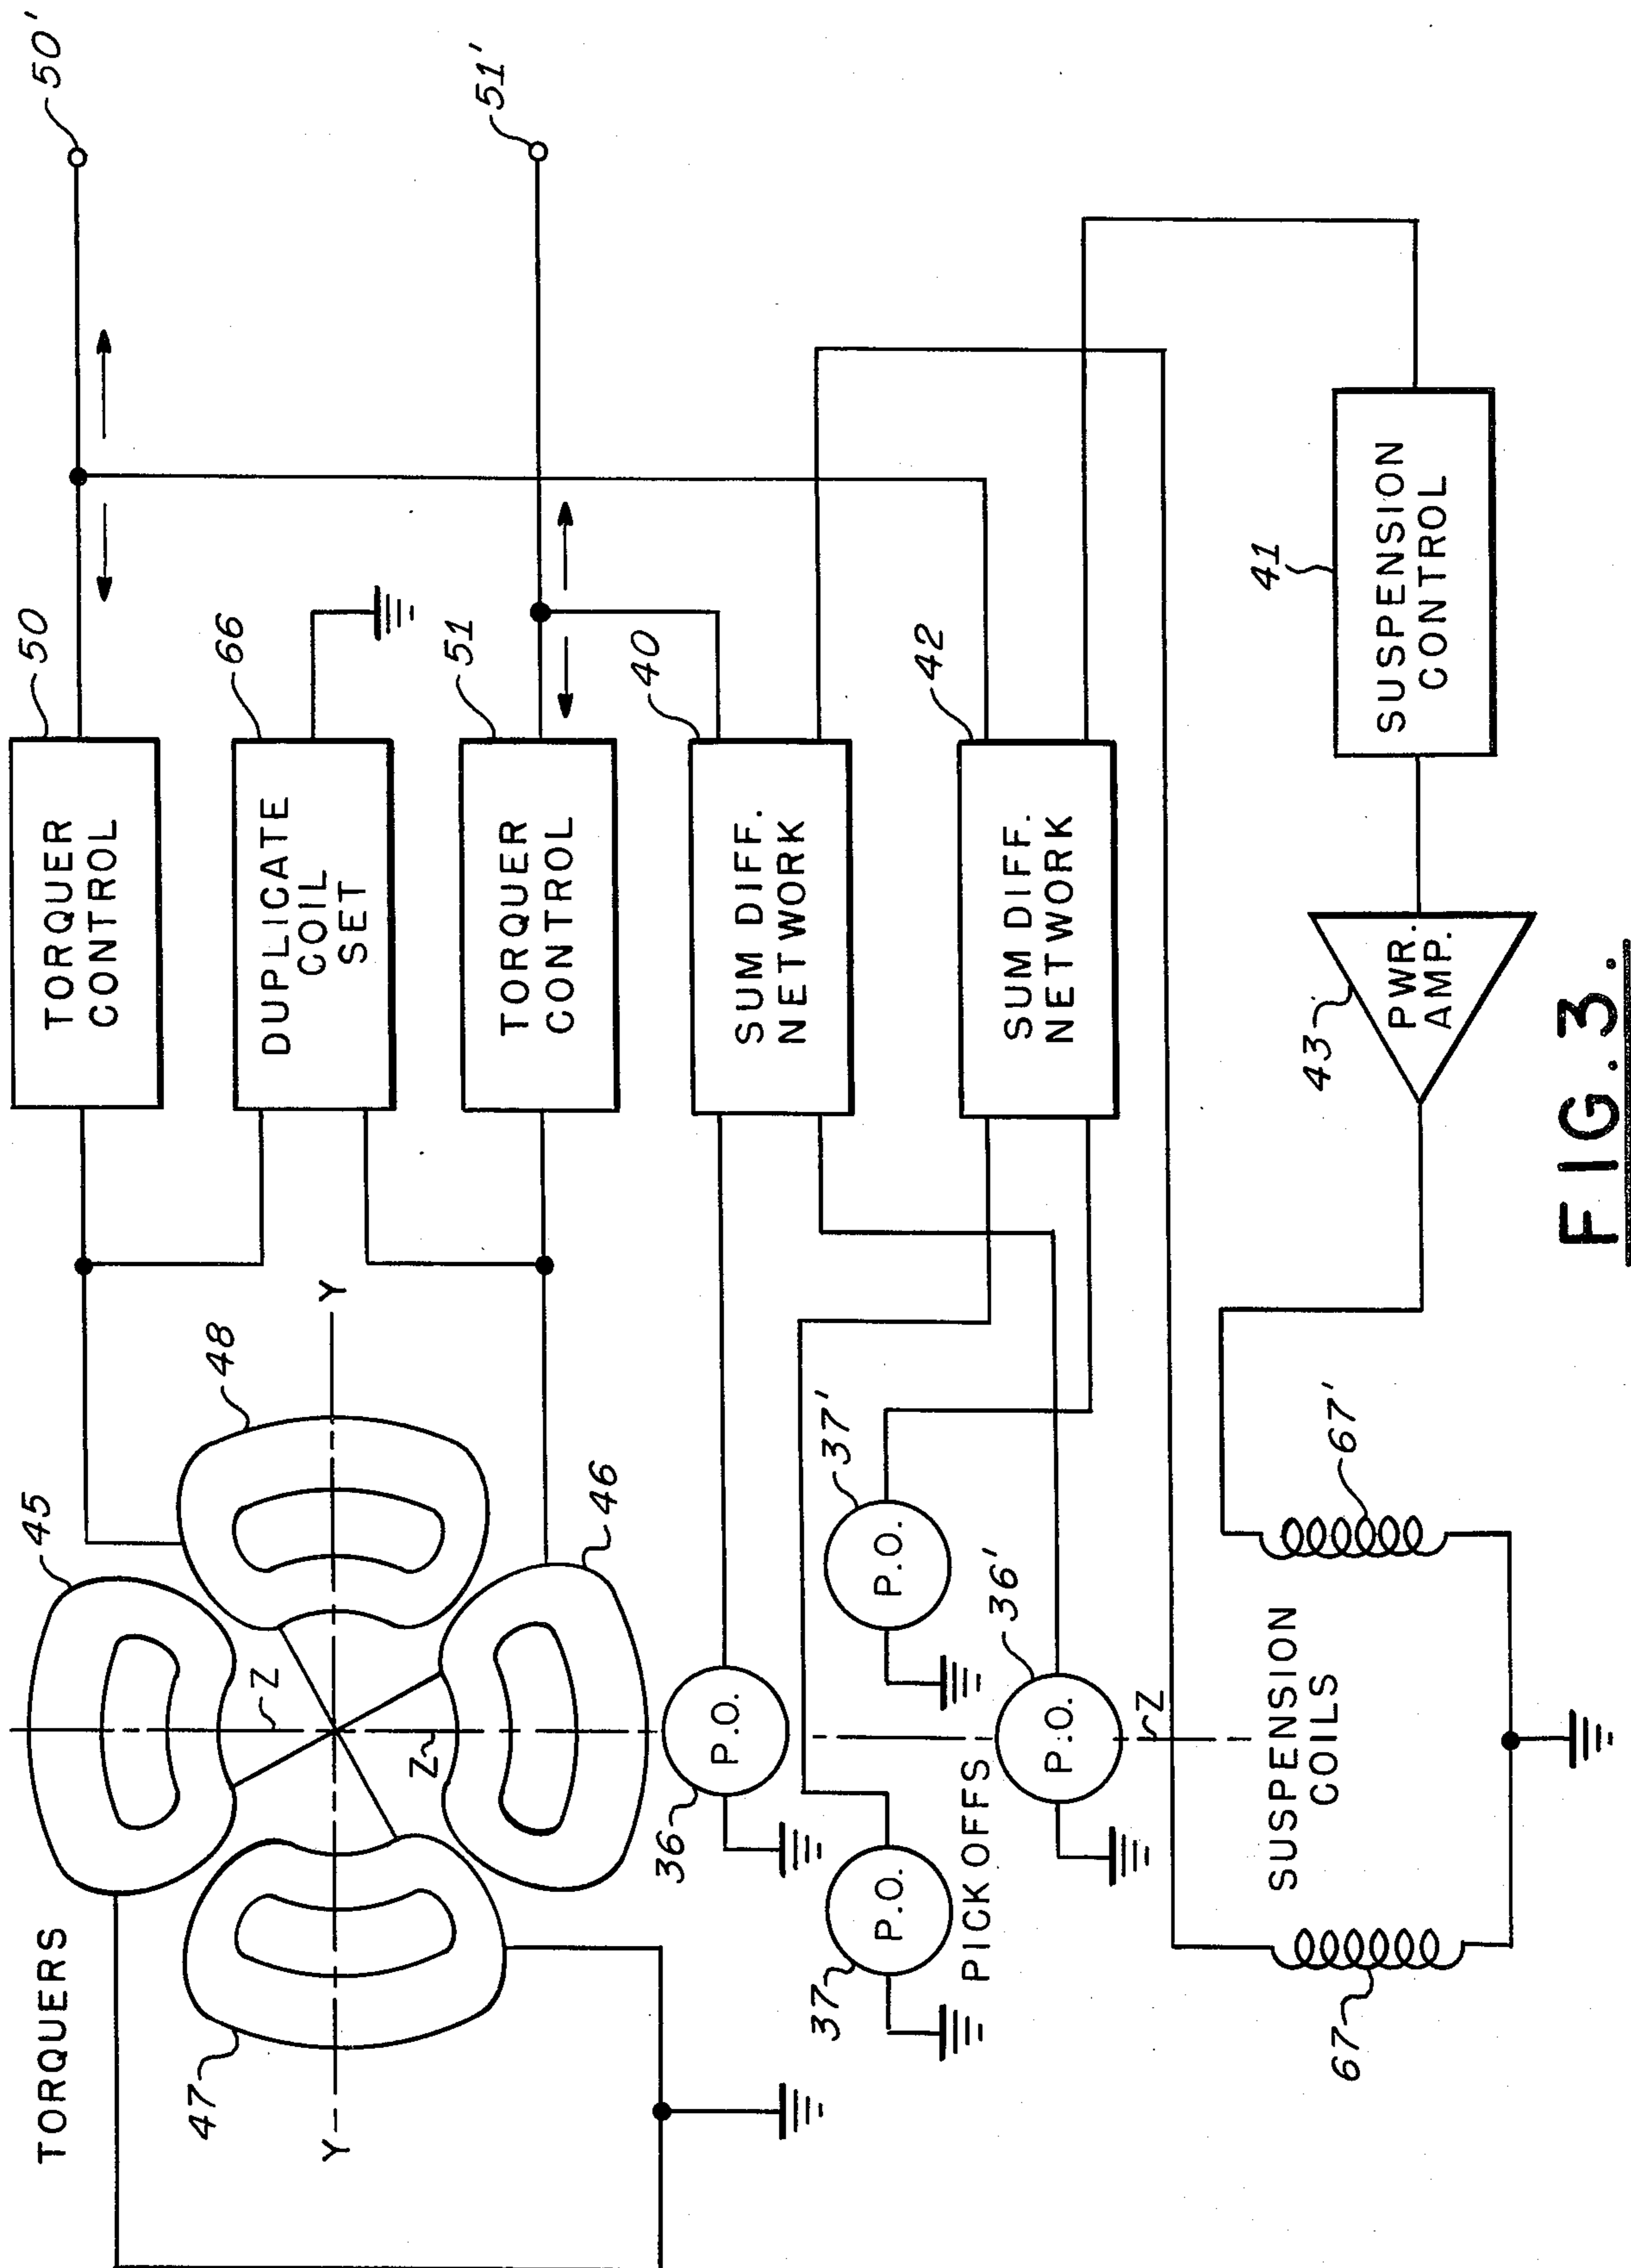 TORQUERS
45
47
48
46
Y
Y
Z
Z
TORQUER
CONTROL
50
50'
DUPLICATE
COIL
SET
66
TORQUER
CONTROL
51
51'
SUM DIFF.
NETWORK
40
SUM DIFF.
NETWORK
42
P.O.
36
P.O.
37
P.O.
37'
P.O.
36'
PICK OFFS
Z
SUSPENSION
COILS
67
67'
PWR.
AMP.
43
SUSPENSION
CONTROL
41
FIG.3.